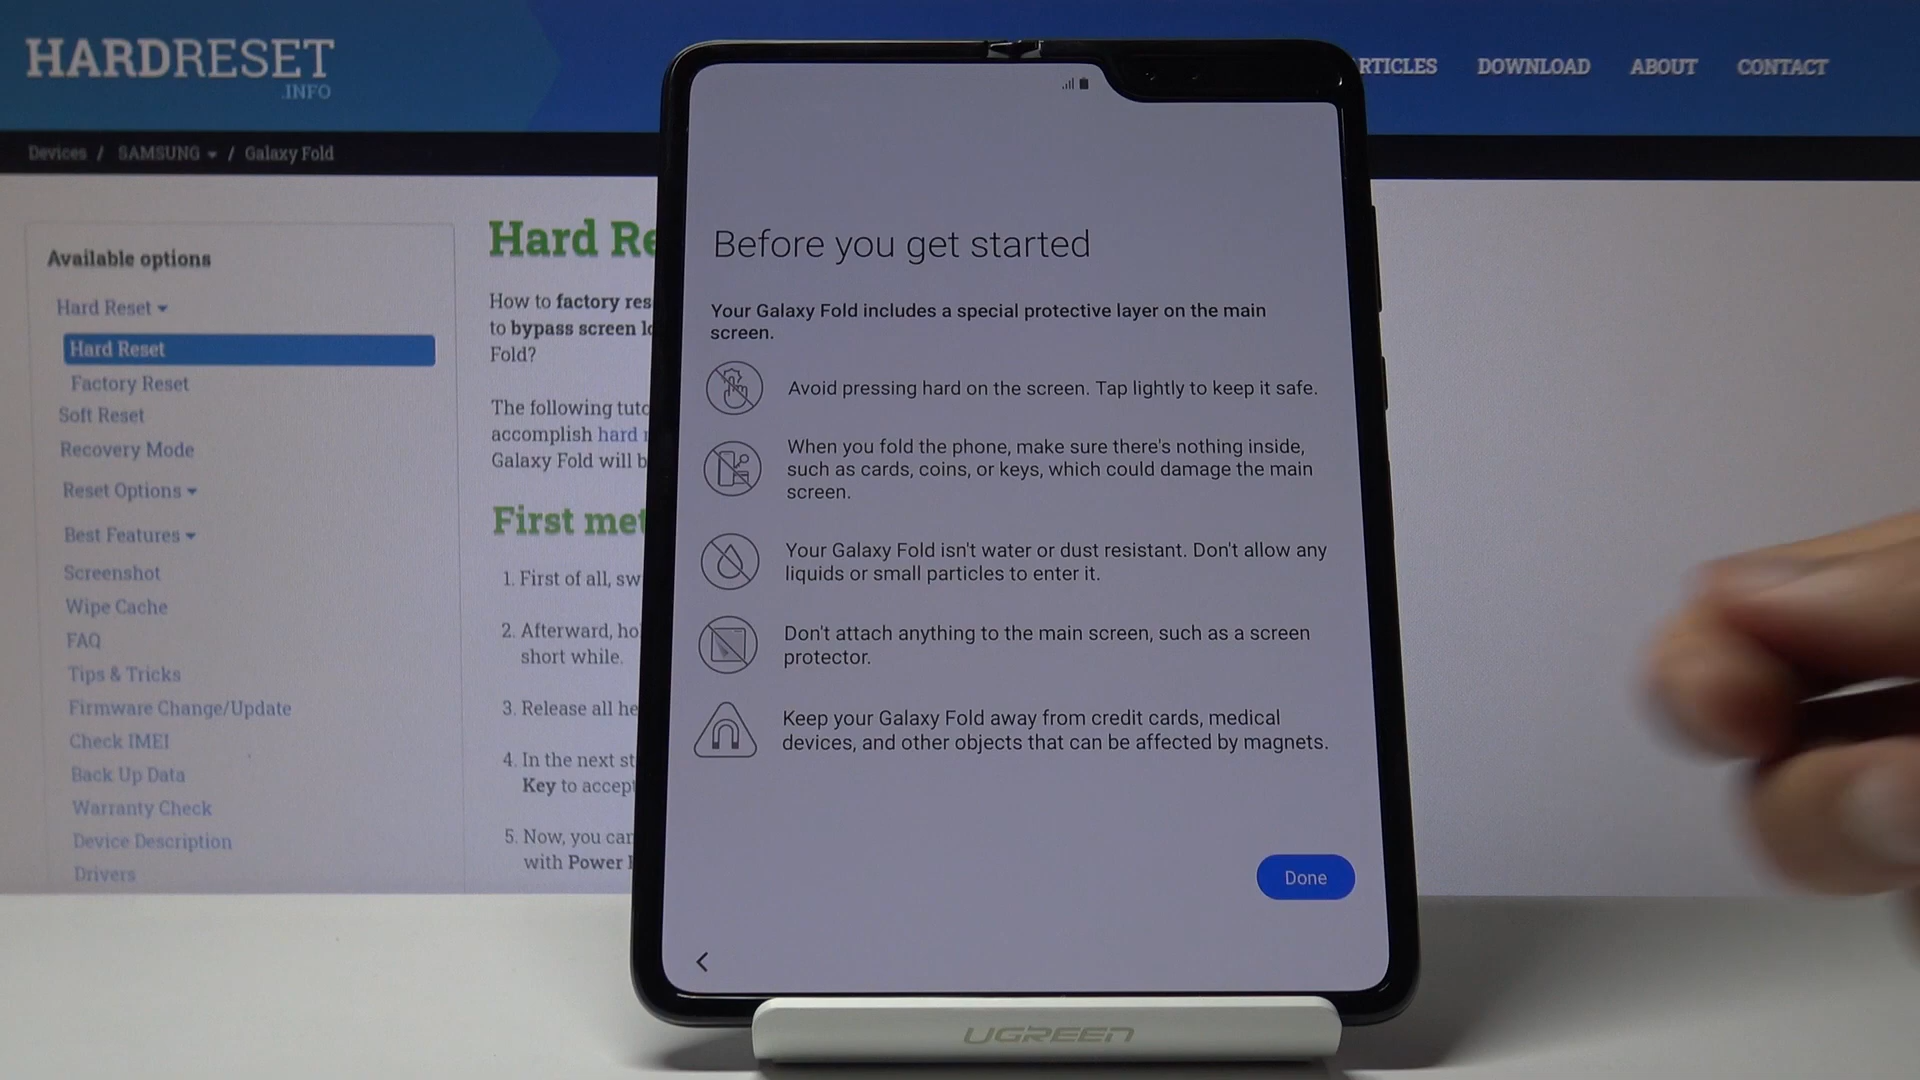 HARDRESET
.INFO
RTICLES DOWNLOAD ABOUT CONTACT
Devices / SAMSUNG / Galaxy Fold
Available options
Hard Reset
Hard Reset
Factory Reset
Soft Reset
Recovery Mode
Reset Options
Best Features
Screenshot
Wipe Cache
FAQ
Tips & Tricks
Firmware Change/Update
Check IMEI
Back Up Data
Warranty Check
Device Description
Drivers
Hard Re
How to factory res
to bypass screen lo
Fold?
The following tuto
accomplish hard r
Galaxy Fold will b
First met
1. First of all, sw
2. Afterward, ho
short while.
3. Release all he
4. In the next st
Key to accept
5. Now, you can
with Power
Before you get started
Your Galaxy Fold includes a special protective layer on the main
screen.
Avoid pressing hard on the screen. Tap lightly to keep it safe.
When you fold the phone, make sure there's nothing inside,
such as cards, coins, or keys, which could damage the main
screen.
Your Galaxy Fold isn't water or dust resistant. Don't allow any
liquids or small particles to enter it.
Don't attach anything to the main screen, such as a screen
protector.
Keep your Galaxy Fold away from credit cards, medical
devices, and other objects that can be affected by magnets.
Done
UGREEN